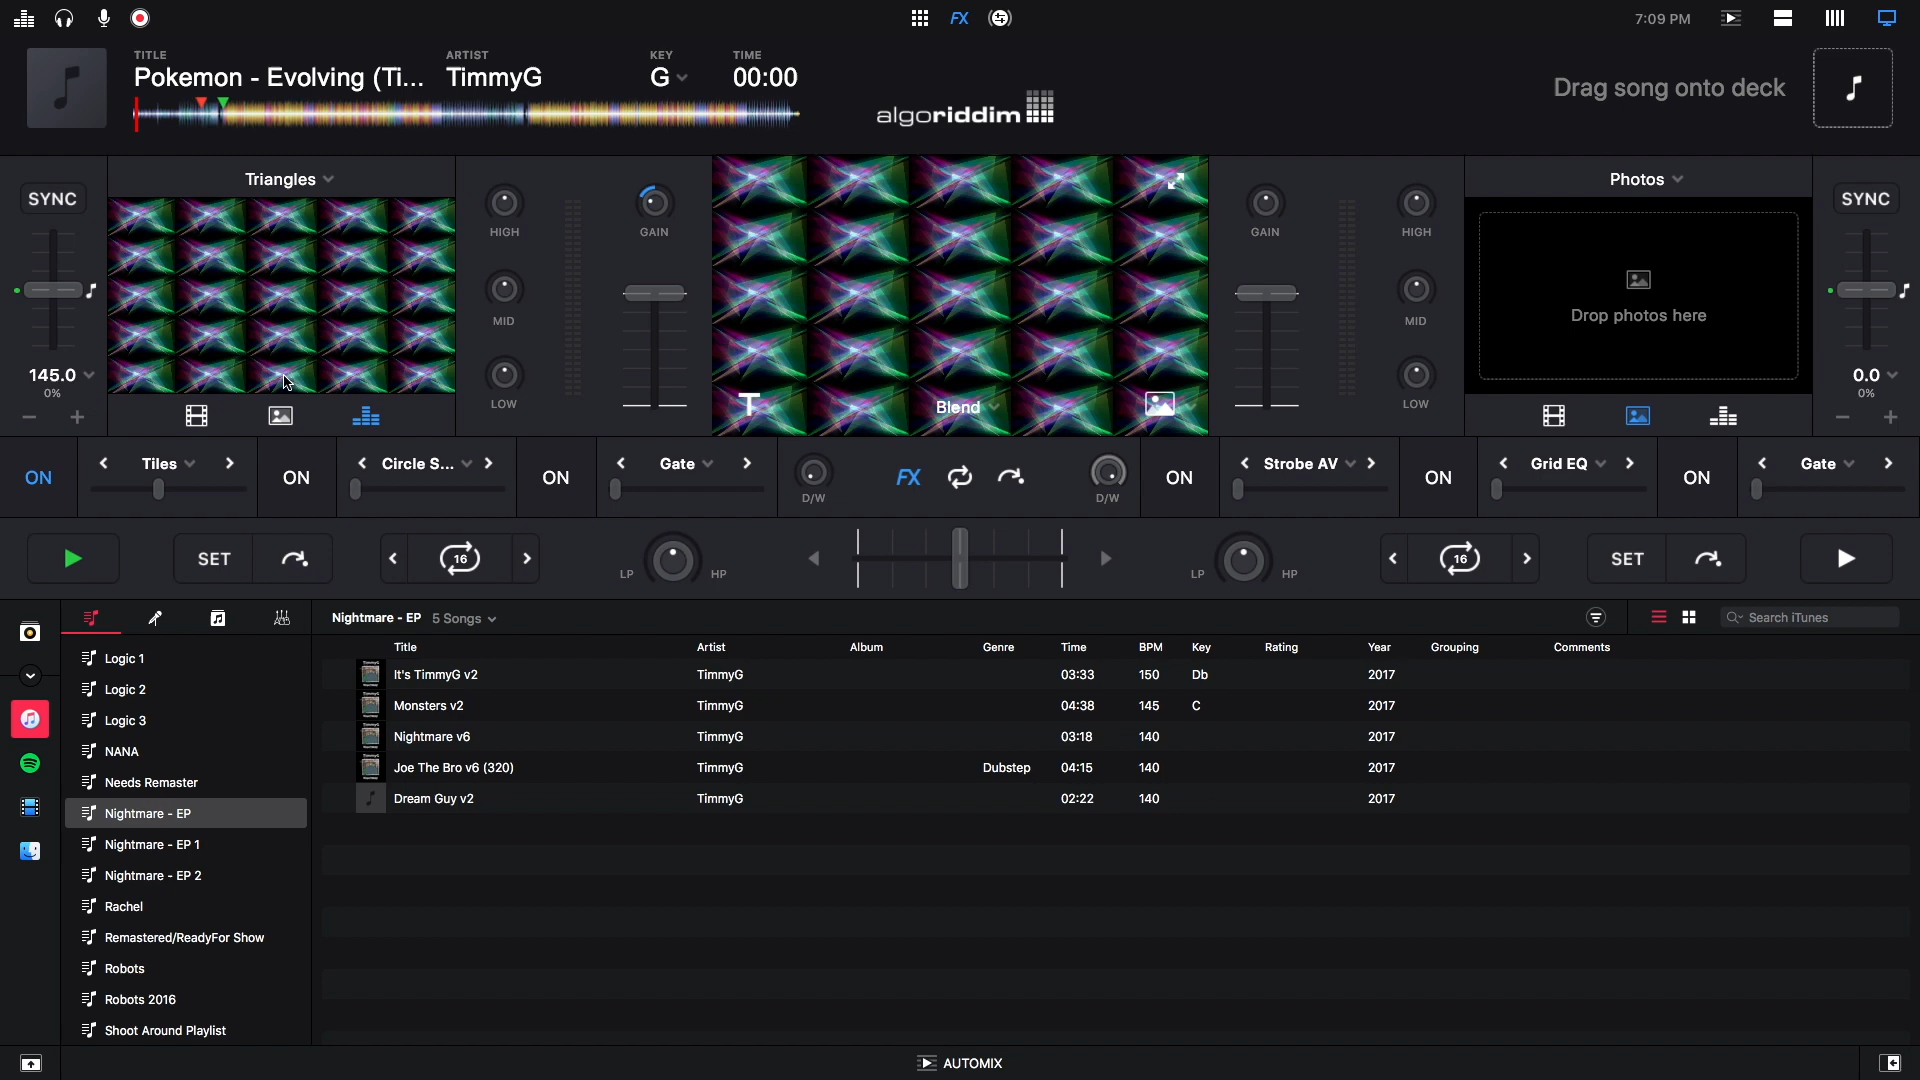 7:09 PM
FX
TITLE ARTIST KEY TIME
Pokemon - Evolving (Ti... TimmyG G 00:00
algoriddim
Drag song onto deck
SYNC Triangles Photos SYNC
HIGH GAIN GAIN HIGH
MID MID
Drop photos here
145.0 0.0
0% 0%
LOW LOW
T Blend
ON Tiles ON Circle S... ON Gate D/W FX D/W ON Strobe AV ON Grid EQ ON Gate
SET 16 LP HP LP HP 16 SET
Nightmare - EP 5 Songs Search iTunes
Title Artist Album Genre Time BPM Key Rating Year Grouping Comments
It's TimmyG v2 TimmyG 03:33 150 Db 2017
Monsters v2 TimmyG 04:38 145 C 2017
Nightmare v6 TimmyG 03:18 140 2017
Joe The Bro v6 (320) TimmyG Dubstep 04:15 140 2017
Dream Guy v2 TimmyG 02:22 140 2017
Logic 1
Logic 2
Logic 3
NANA
Needs Remaster
Nightmare - EP
Nightmare - EP 1
Nightmare - EP 2
Rachel
Remastered/ReadyFor Show
Robots
Robots 2016
Shoot Around Playlist
AUTOMIX